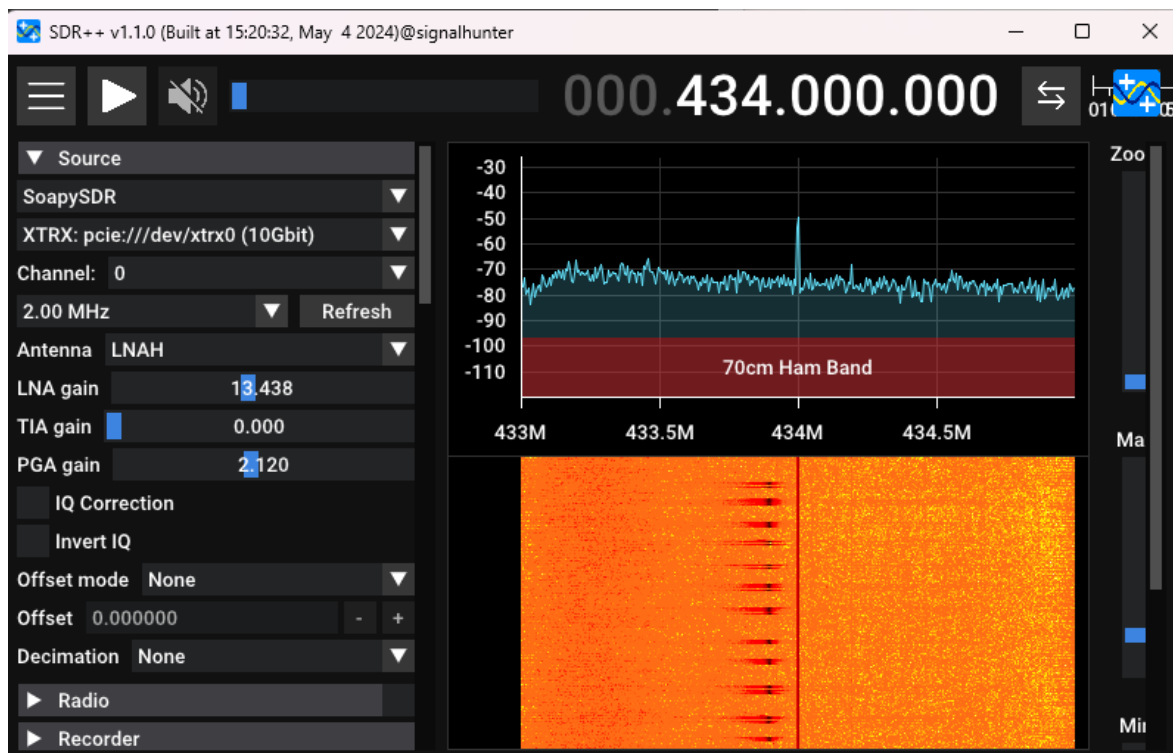 SDR++ v1.1.0 (Built at 15:20:32, May  4 2024)@signalhunter
000.434.000.000
Source
SoapySDR
XTRX: pcie:///dev/xtrx0 (10Gbit)
Channel: 0
2.00 MHz Refresh
Antenna LNAH
LNA gain 13.438
TIA gain 0.000
PGA gain 2.120
IQ Correction
Invert IQ
Offset mode None
Offset 0.000000 - +
Decimation None
Radio
Recorder
-30
-40
-50
-60
-70
-80
-90
-100
-110
70cm Ham Band
433M 433.5M 434M 434.5M
Zoo
Ma